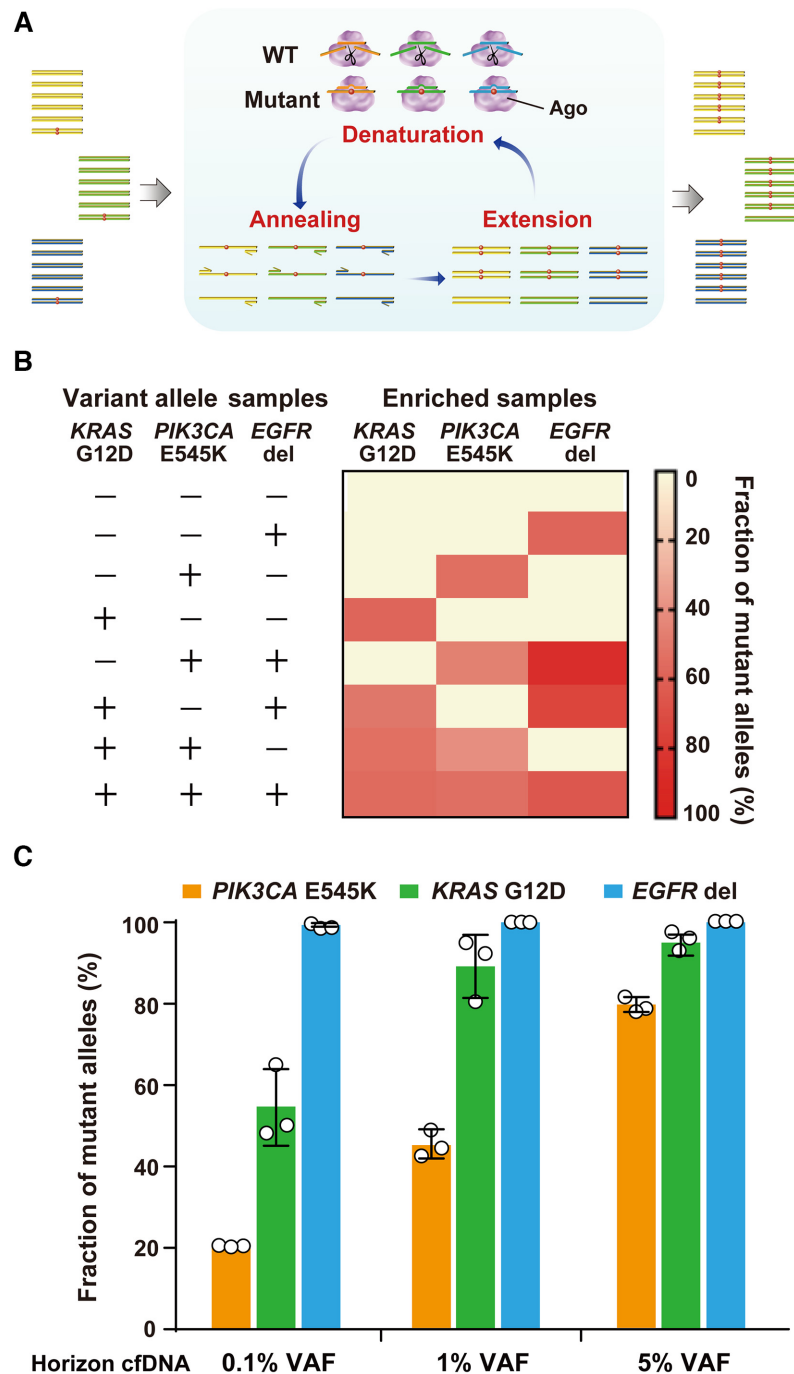 A
WT
Mutant
Ago
Denaturation
Annealing
Extension
B
Variant allele samples
Enriched samples
KRAS G12D
PIK3CA E545K
EGFR del
KRAS G12D
PIK3CA E545K
EGFR del
— — —
— — +
— + —
+ — —
— + +
+ — +
+ + —
+ + +
0
20
40
60
80
100
Fraction of mutant alleles (%)
C
PIK3CA E545K
KRAS G12D
EGFR del
Fraction of mutant alleles (%)
100
80
60
40
20
0
Horizon cfDNA
0.1% VAF
1% VAF
5% VAF